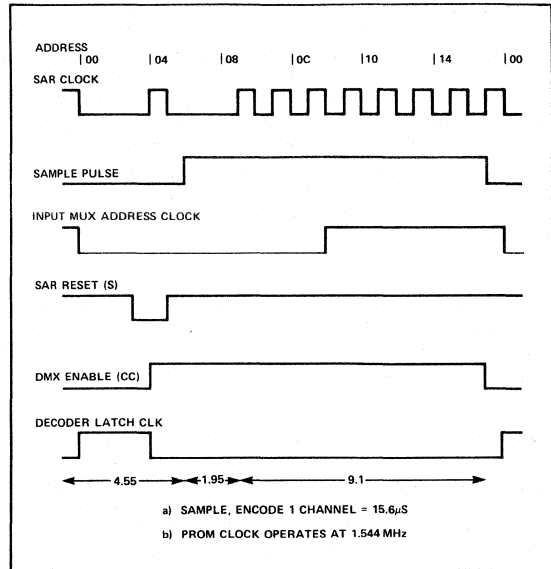 ADDRESS
| 00 | 04 | 08 | 0C | 10 | 14 | 00
SAR CLOCK
SAMPLE PULSE
INPUT MUX ADDRESS CLOCK
SAR RESET (S)
DMX ENABLE (CC)
DECODER LATCH CLK
4.55 1.95 9.1
a) SAMPLE, ENCODE 1 CHANNEL = 15.6μS
b) PROM CLOCK OPERATES AT 1.544 MHz